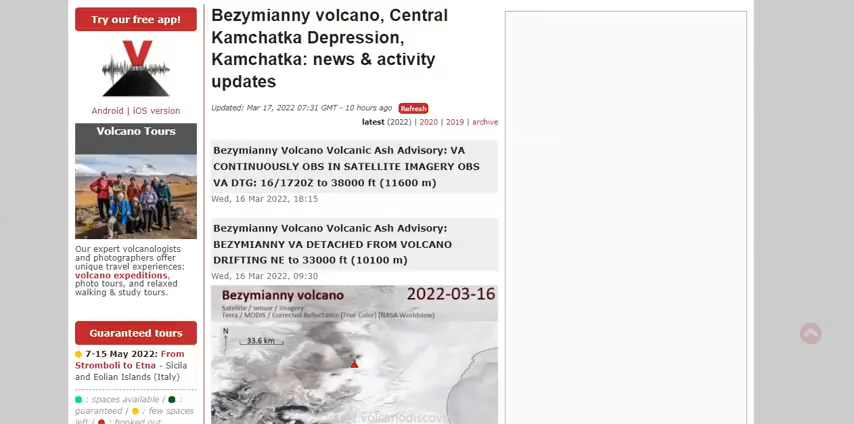 Try our free app!
Android | iOS version
Volcano Tours
Our expert volcanologists
and photographers offer
unique travel experiences:
volcano expeditions,
photo tours, and relaxed
walking & study tours.
Guaranteed tours
7-15 May 2022: From
Stromboli to Etna - Sicila
and Eolian Islands (Italy)
: spaces available / :
guaranteed / : few spaces
left / : booked out
Bezymianny volcano, Central
Kamchatka Depression,
Kamchatka: news & activity
updates
Updated: Mar 17, 2022 07:31 GMT - 10 hours ago Refresh
latest (2022) | 2020 | 2019 | archive
Bezymianny Volcano Volcanic Ash Advisory: VA
CONTINUOUSLY OBS IN SATELLITE IMAGERY OBS
VA DTG: 16/1720Z to 38000 ft (11600 m)
Wed, 16 Mar 2022, 18:15
Bezymianny Volcano Volcanic Ash Advisory:
BEZYMIANNY VA DETACHED FROM VOLCANO
DRIFTING NE to 33000 ft (10100 m)
Wed, 16 Mar 2022, 09:30
Bezymianny volcano 2022-03-16
Satellite / sensor / imagery:
Terra / MODIS / Corrected Reflectance (True Color) [NASA-Worldview]
N
33.6 km